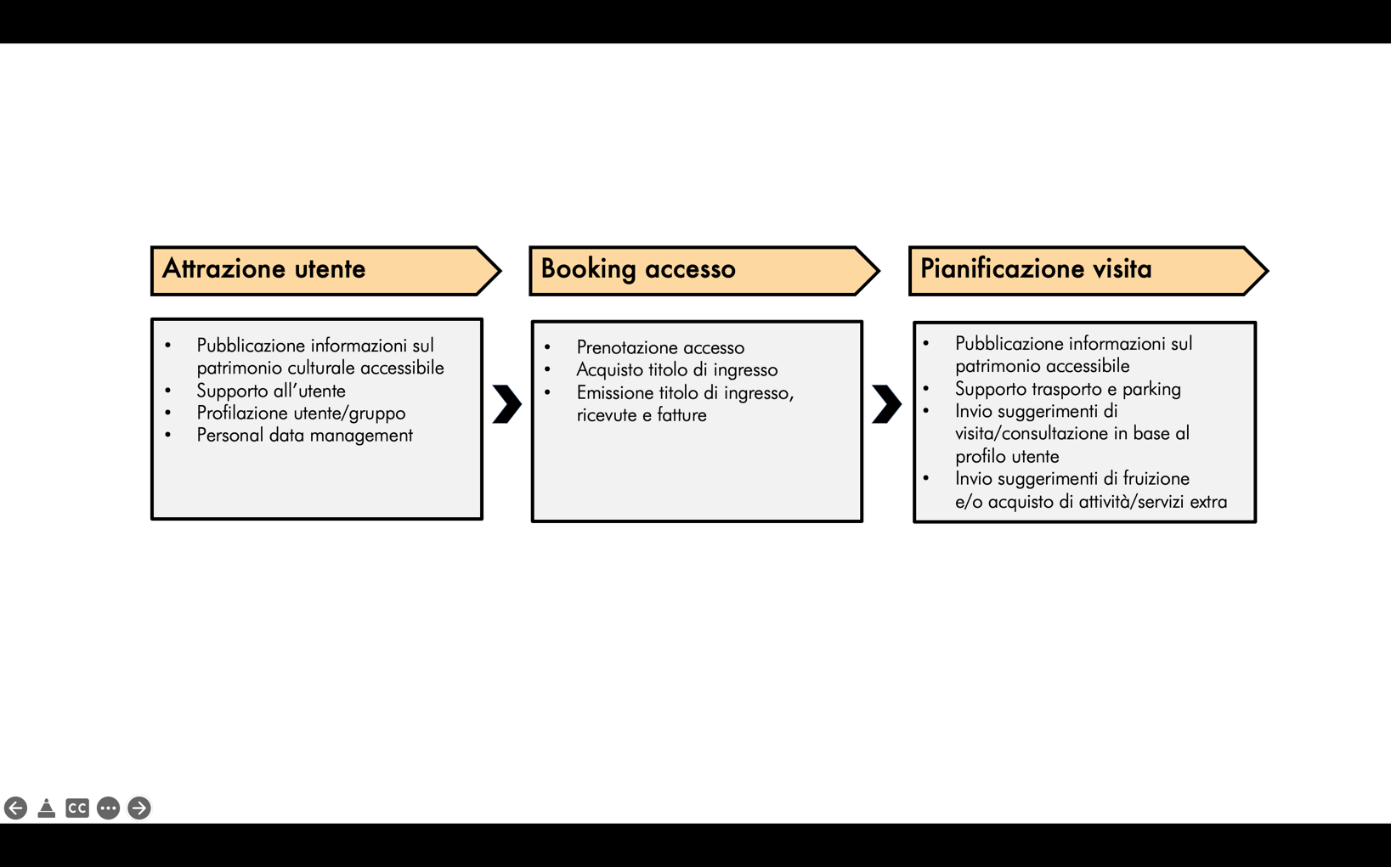 Attrazione utente
• Pubblicazione informazioni sul
patrimonio culturale accessibile
• Supporto all'utente
• Profilazione utente/gruppo
• Personal data management
Booking accesso
• Prenotazione accesso
• Acquisto titolo di ingresso
• Emissione titolo di ingresso,
ricevute e fatture
Pianificazione visita
• Pubblicazione informazioni sul
patrimonio accessibile
• Supporto trasporto e parking
• Invio suggerimenti di
visita/consultazione in base al
profilo utente
• Invio suggerimenti di fruizione
e/o acquisto di attività/servizi extra
CC